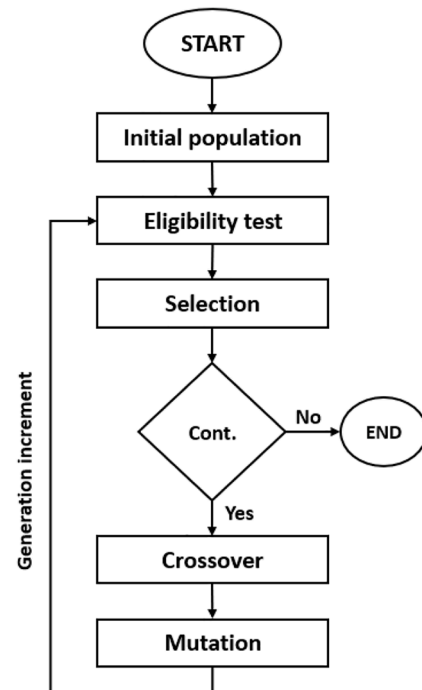 START
Initial population
Eligibility test
Selection
Cont.
No
END
Yes
Crossover
Mutation
Generation increment